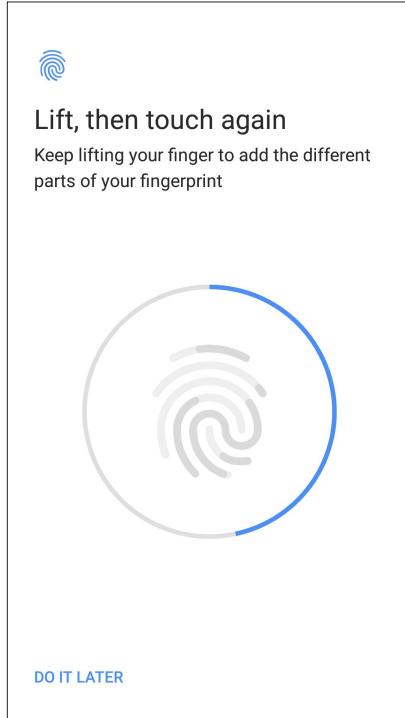 Lift, then touch again
Keep lifting your finger to add the different
parts of your fingerprint
DO IT LATER